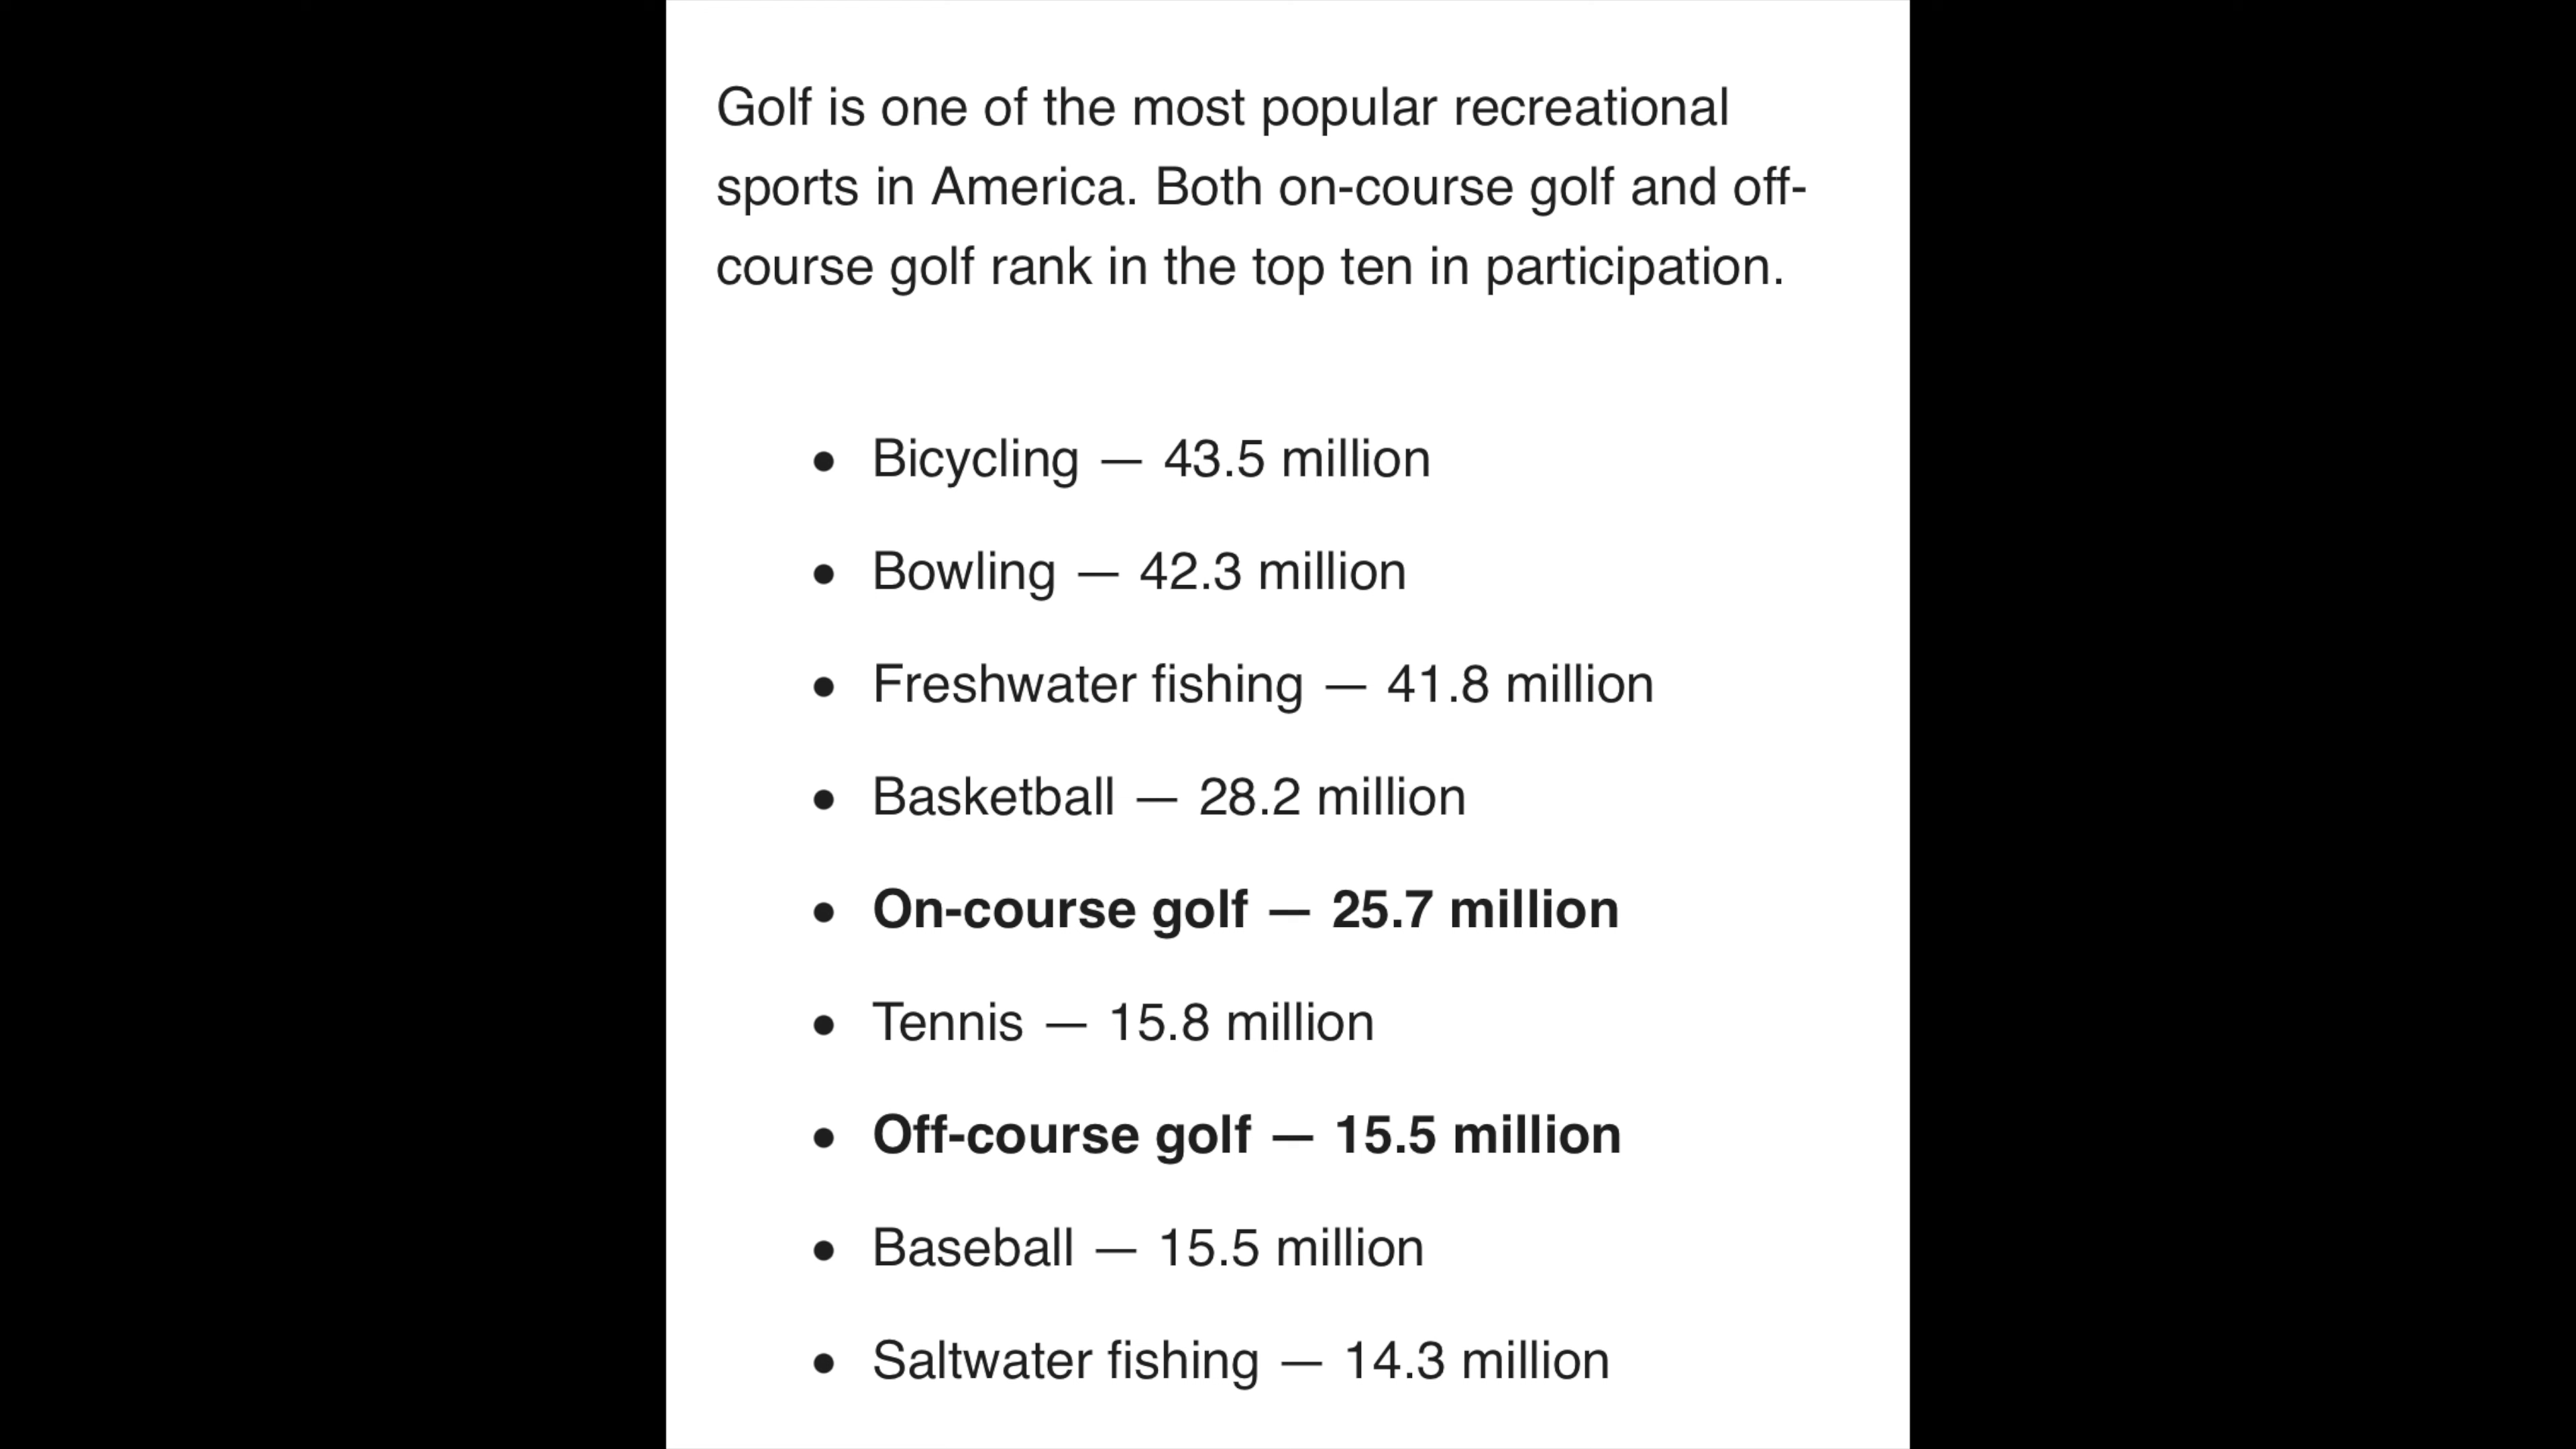 Golf is one of the most popular recreational
sports in America. Both on-course golf and off-
course golf rank in the top ten in participation.
• Bicycling — 43.5 million
• Bowling — 42.3 million
• Freshwater fishing — 41.8 million
• Basketball — 28.2 million
• On-course golf — 25.7 million
• Tennis — 15.8 million
• Off-course golf — 15.5 million
• Baseball — 15.5 million
• Saltwater fishing — 14.3 million